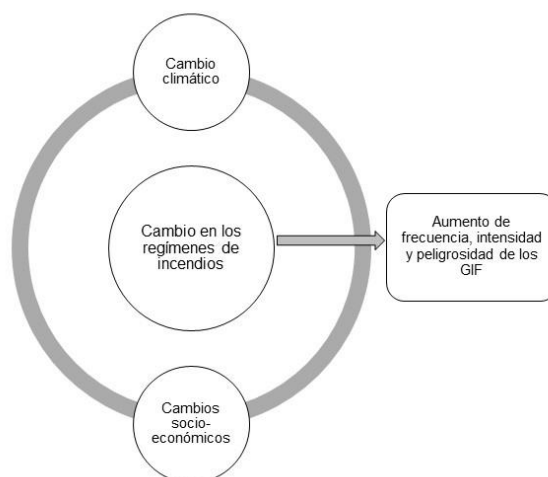 Cambio
climático
Cambio en los
regímenes de
incendios
Aumento de
frecuencia, intensidad
y peligrosidad de los
GIF
Cambios
socio-
económicos